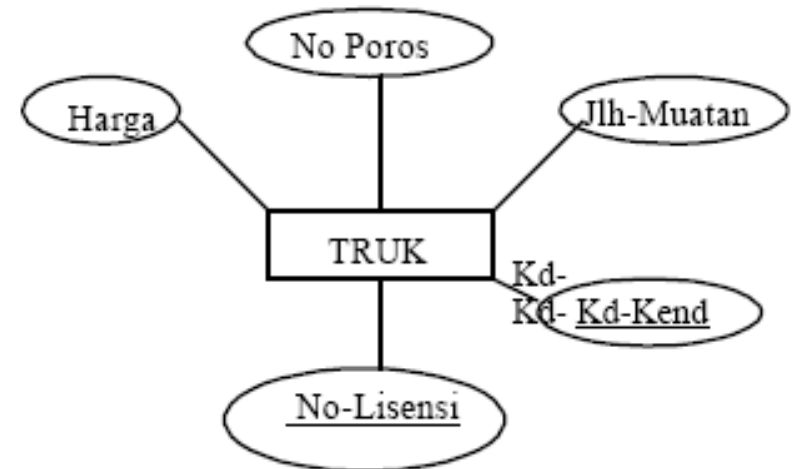 No Poros
Harga
Jlh-Muatan
TRUK
Kd-
Kd- Kd-Kend
No-Lisensi